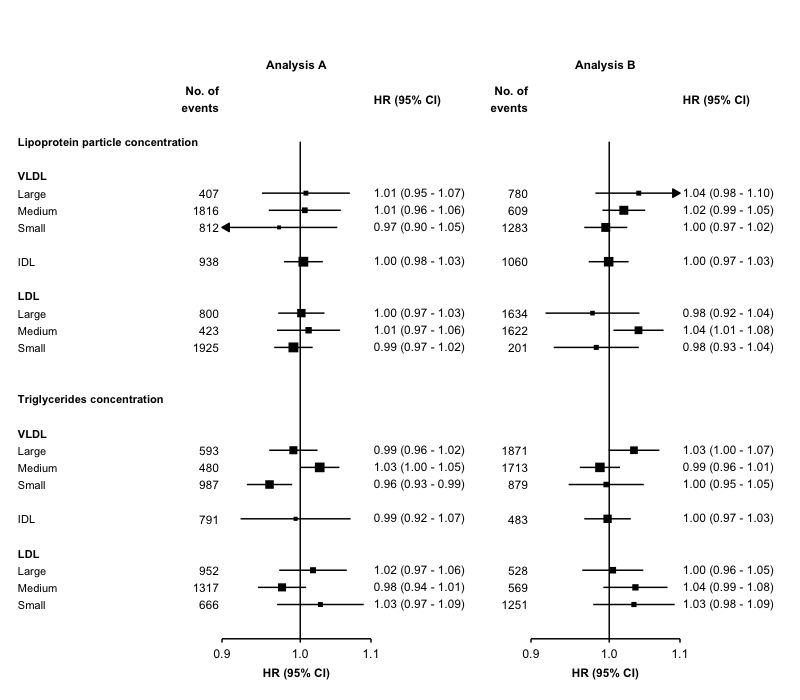 Analysis A Analysis B
No. of events HR (95% CI) No. of events HR (95% CI)
Lipoprotein particle concentration
VLDL
Large 407 1.01 (0.95 - 1.07) 780 1.04 (0.98 - 1.10)
Medium 1816 1.01 (0.96 - 1.06) 609 1.02 (0.99 - 1.05)
Small 812 0.97 (0.90 - 1.05) 1283 1.00 (0.97 - 1.02)
IDL 938 1.00 (0.98 - 1.03) 1060 1.00 (0.97 - 1.03)
LDL
Large 800 1.00 (0.97 - 1.03) 1634 0.98 (0.92 - 1.04)
Medium 423 1.01 (0.97 - 1.06) 1622 1.04 (1.01 - 1.08)
Small 1925 0.99 (0.97 - 1.02) 201 0.98 (0.93 - 1.04)
Triglycerides concentration
VLDL
Large 593 0.99 (0.96 - 1.02) 1871 1.03 (1.00 - 1.07)
Medium 480 1.03 (1.00 - 1.05) 1713 0.99 (0.96 - 1.01)
Small 987 0.96 (0.93 - 0.99) 879 1.00 (0.95 - 1.05)
IDL 791 0.99 (0.92 - 1.07) 483 1.00 (0.97 - 1.03)
LDL
Large 952 1.02 (0.97 - 1.06) 528 1.00 (0.96 - 1.05)
Medium 1317 0.98 (0.94 - 1.01) 569 1.04 (0.99 - 1.08)
Small 666 1.03 (0.97 - 1.09) 1251 1.03 (0.98 - 1.09)
0.9 1.0 1.1 0.9 1.0 1.1
HR (95% CI) HR (95% CI)